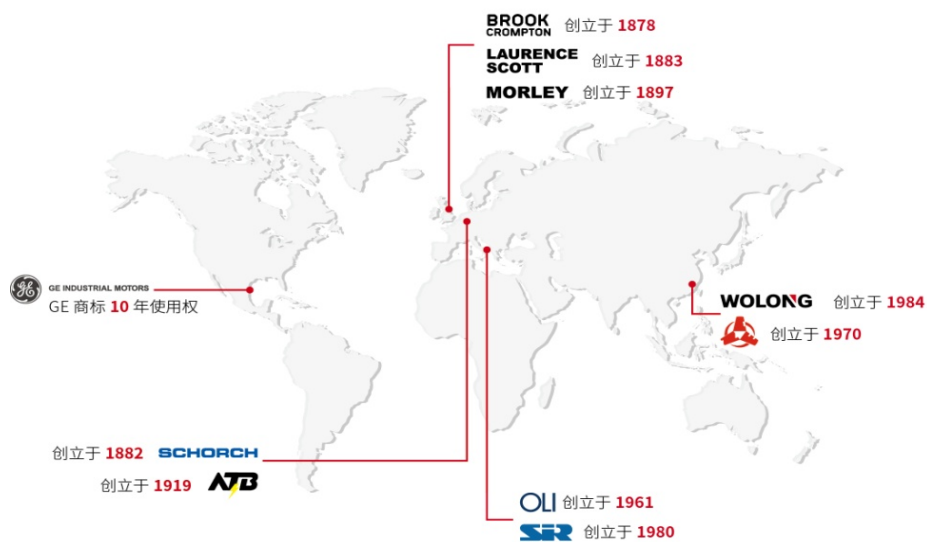 BROOK
CROMPTON 创立于 1878
LAURENCE
SCOTT 创立于 1883
MORLEY 创立于 1897
GE GE INDUSTRIAL MOTORS
GE 商标 10 年使用权
WOLONG 创立于 1984
创立于 1970
创立于 1882 SCHORCH
创立于 1919 ATB
OLI 创立于 1961
SIR 创立于 1980